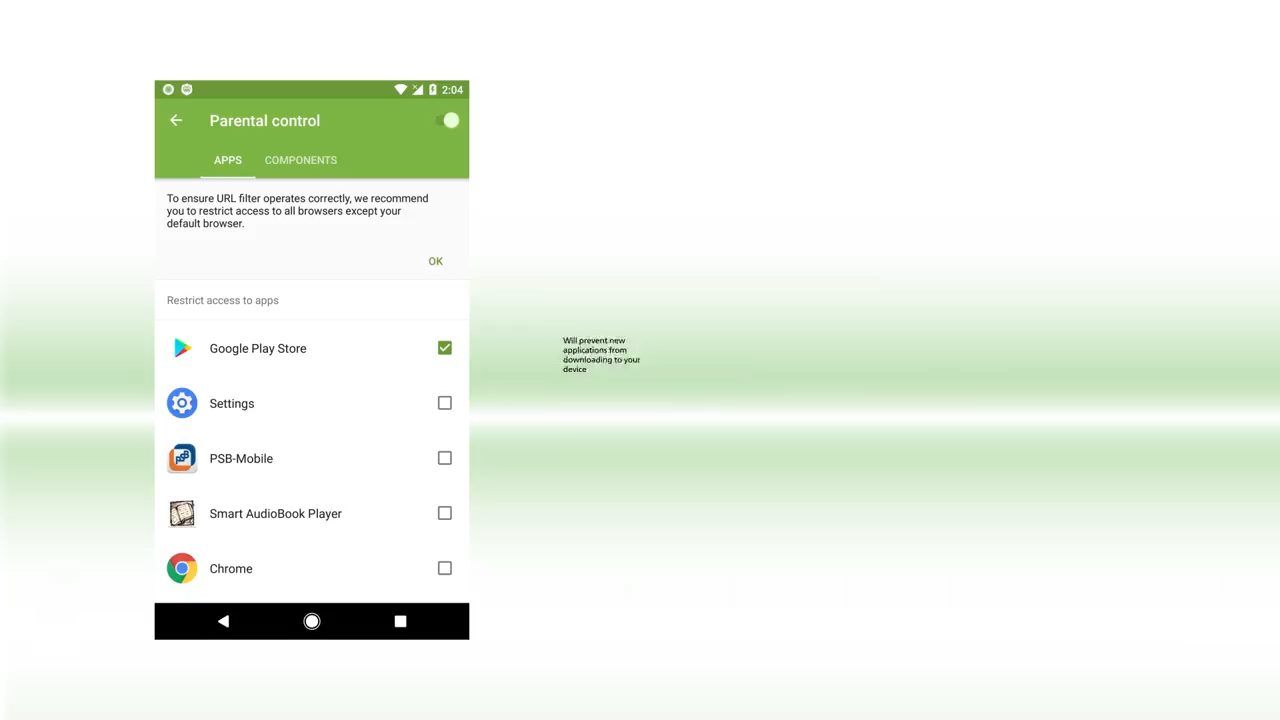 2:04
Parental control
APPS COMPONENTS
To ensure URL filter operates correctly, we recommend
you to restrict access to all browsers except your
default browser.
OK
Restrict access to apps
Google Play Store
Will prevent new
applications from
downloading to your
device
Settings
PSB-Mobile
Smart AudioBook Player
Chrome